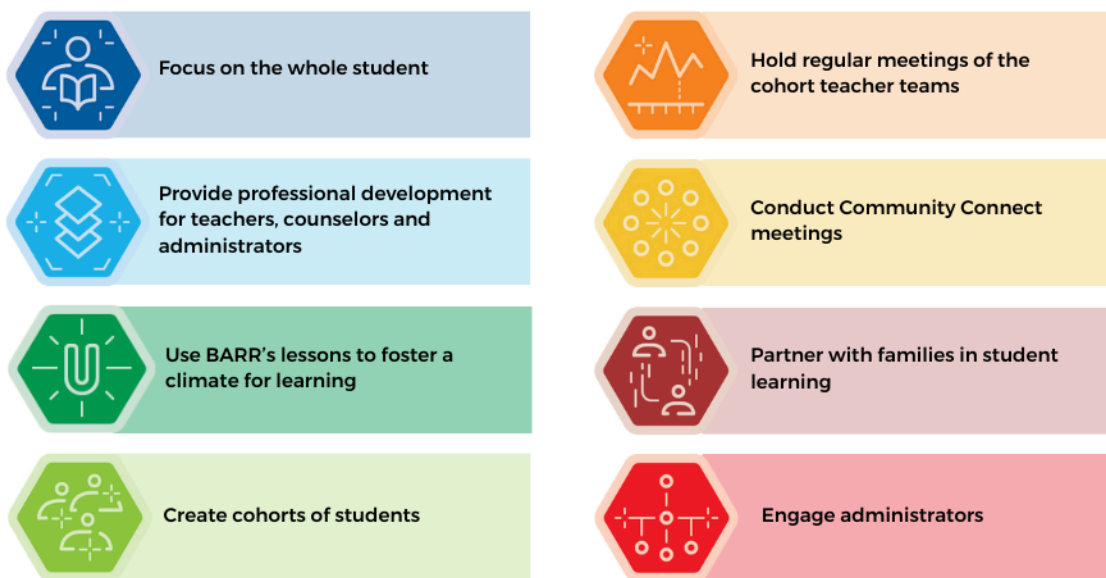 Focus on the whole student
Provide professional development
for teachers, counselors and
administrators
Use BARR’s lessons to foster a
climate for learning
Create cohorts of students
Hold regular meetings of the
cohort teacher teams
Conduct Community Connect
meetings
Partner with families in student
learning
Engage administrators